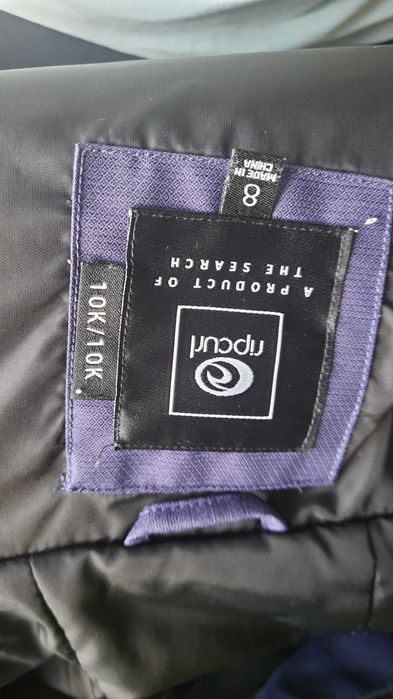 ripcurl
A PRODUCT OF
THE SEARCH
8
MADE IN
CHINA
10K/10K